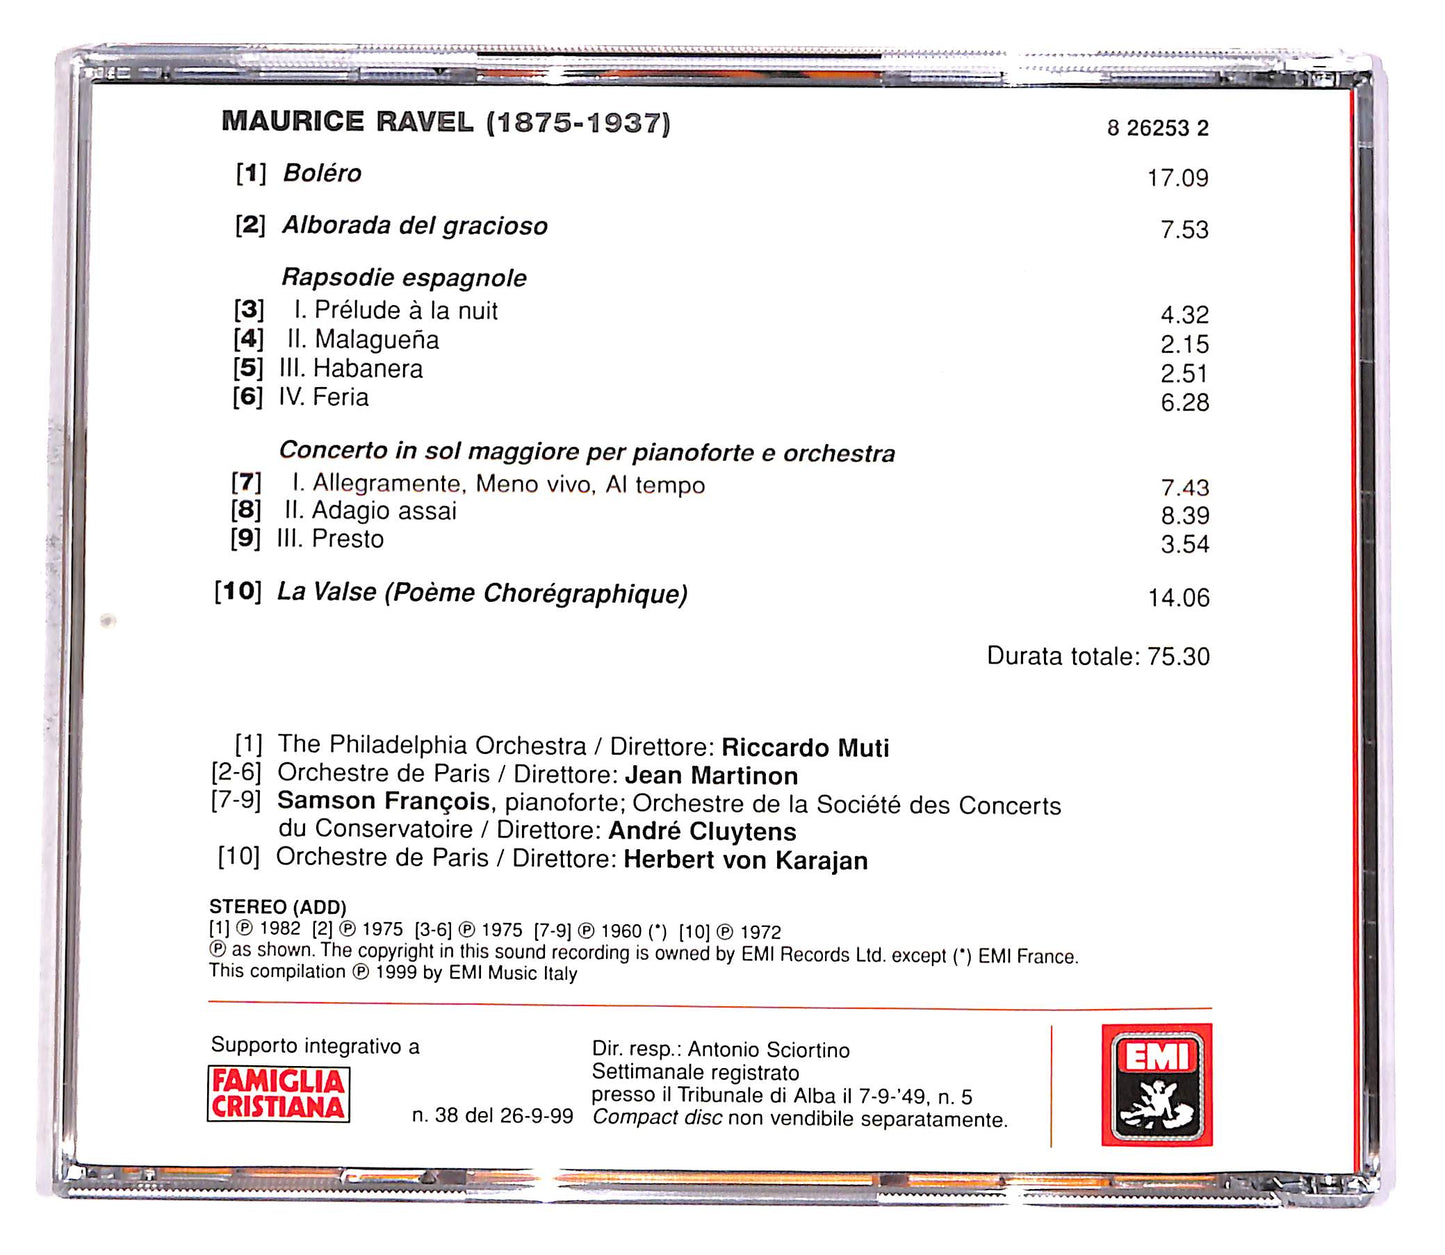 MAURICE RAVEL (1875-1937) 8 26253 2
[1] Boléro 17.09
[2] Alborada del gracioso 7.53
Rapsodie espagnole
[3] I. Prélude à la nuit 4.32
[4] II. Malagueña 2.15
[5] III. Habanera 2.51
[6] IV. Feria 6.28
Concerto in sol maggiore per pianoforte e orchestra
[7] I. Allegramente, Meno vivo, Al tempo 7.43
[8] II. Adagio assai 8.39
[9] III. Presto 3.54
[10] La Valse (Poème Chorégraphique) 14.06
Durata totale: 75.30
[1] The Philadelphia Orchestra / Direttore: Riccardo Muti
[2-6] Orchestre de Paris / Direttore: Jean Martinon
[7-9] Samson François, pianoforte; Orchestre de la Société des Concerts
du Conservatoire / Direttore: André Cluytens
[10] Orchestre de Paris / Direttore: Herbert von Karajan
STEREO (ADD)
[1] ℗ 1982 [2] ℗ 1975 [3-6] ℗ 1975 [7-9] ℗ 1960 (*) [10] ℗ 1972
℗ as shown. The copyright in this sound recording is owned by EMI Records Ltd. except (*) EMI France.
This compilation ℗ 1999 by EMI Music Italy
Supporto integrativo a
FAMIGLIA
CRISTIANA
n. 38 del 26-9-99
Dir. resp.: Antonio Sciortino
Settimanale registrato
presso il Tribunale di Alba il 7-9-'49, n. 5
Compact disc non vendibile separatamente.
EMI